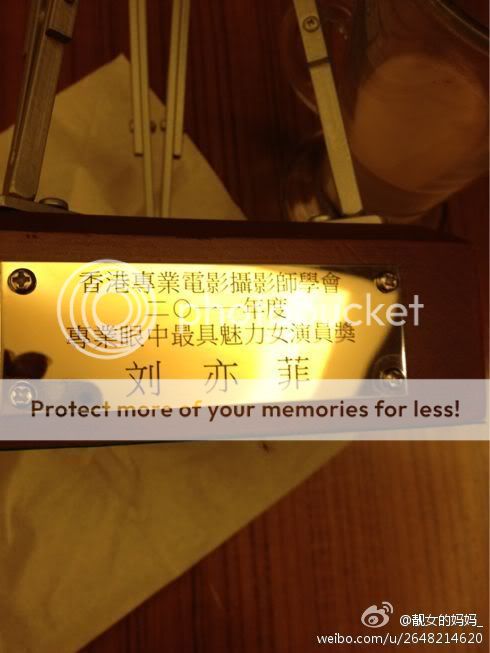 香港專業電影攝影師學會
二〇 年度
專業眼中最具魅力女演員獎
刘亦菲
photobucket
Protect more of your memories for less!
@靓女的妈妈_
weibo.com/u/2648214620